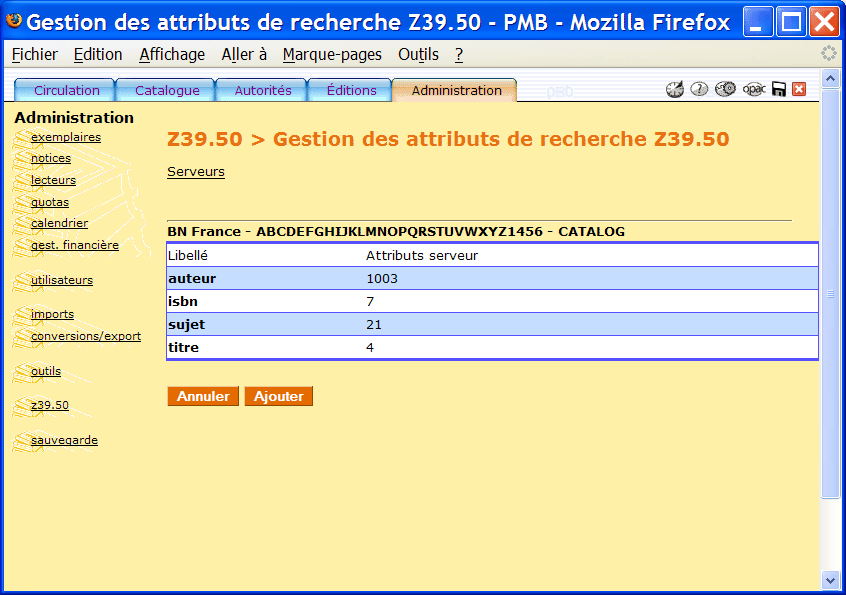 Gestion des attributs de recherche Z39.50 - PMB - Mozilla Firefox
Fichier Edition Affichage Aller à Marque-pages Outils ?
Circulation Catalogue Autorités Éditions Administration opac
Administration
exemplaires
notices
lecteurs
quotas
calendrier
gest. financière
utilisateurs
imports
conversions/export
outils
z39.50
sauvegarde
Z39.50 > Gestion des attributs de recherche Z39.50
Serveurs
BN France - ABCDEFGHIJKLMNOPQRSTUVWXYZ1456 - CATALOG
Libellé Attributs serveur
auteur 1003
isbn 7
sujet 21
titre 4
Annuler Ajouter